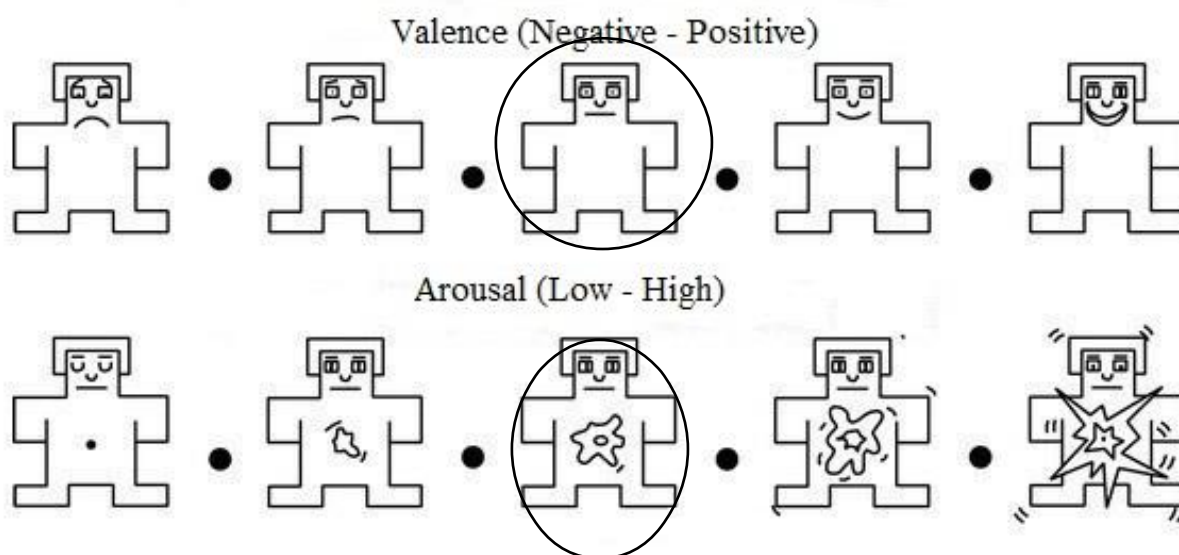 Valence (Negative - Positive)
Arousal (Low - High)